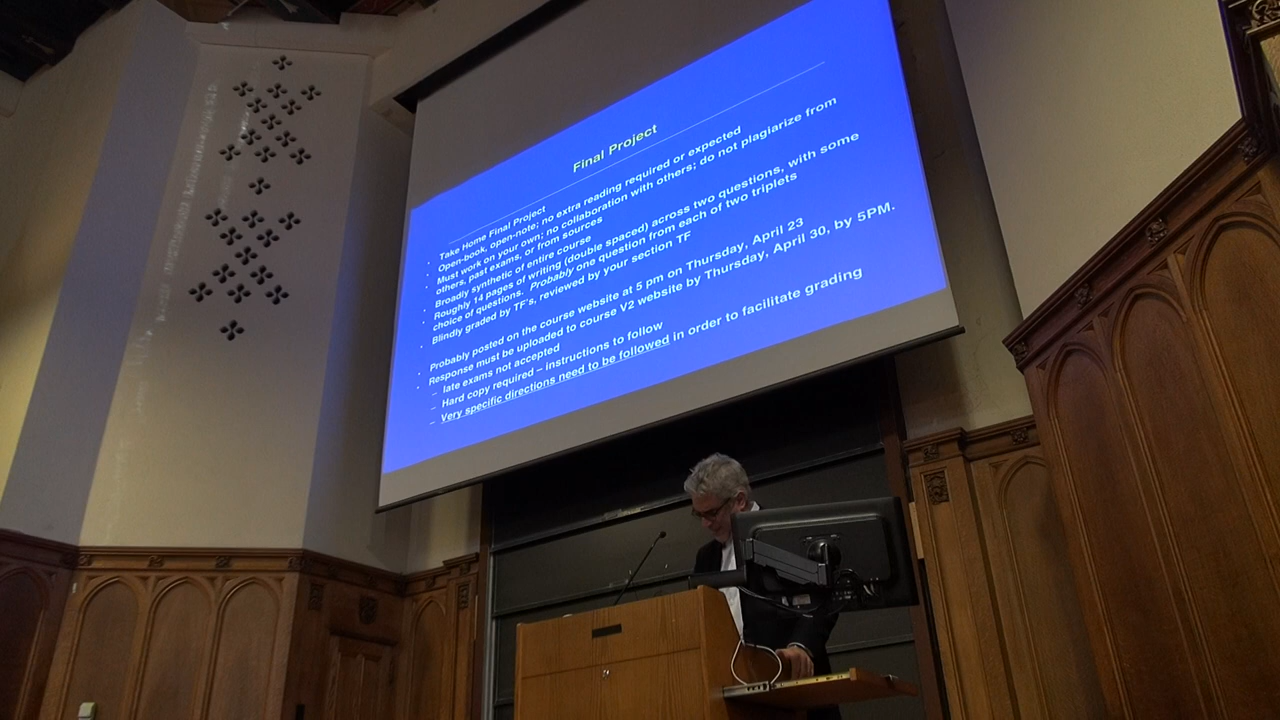 Final Project
Take Home Final Project
Open-book, open-note; no extra reading required or expected
Must work on your own; no collaboration with others; do not plagiarize from
others, past exams, or from sources
Broadly synthetic of entire course
Roughly 14 pages of writing (double spaced) across two questions, with some
choice of questions. Probably one question from each of two triplets
Blindly graded by TF's, reviewed by your section TF
Probably posted on the course website at 5 pm on Thursday, April 23
Response must be uploaded to course V2 website by Thursday, April 30, by 5PM.
– late exams not accepted
– Hard copy required – instructions to follow
– Very specific directions need to be followed in order to facilitate grading